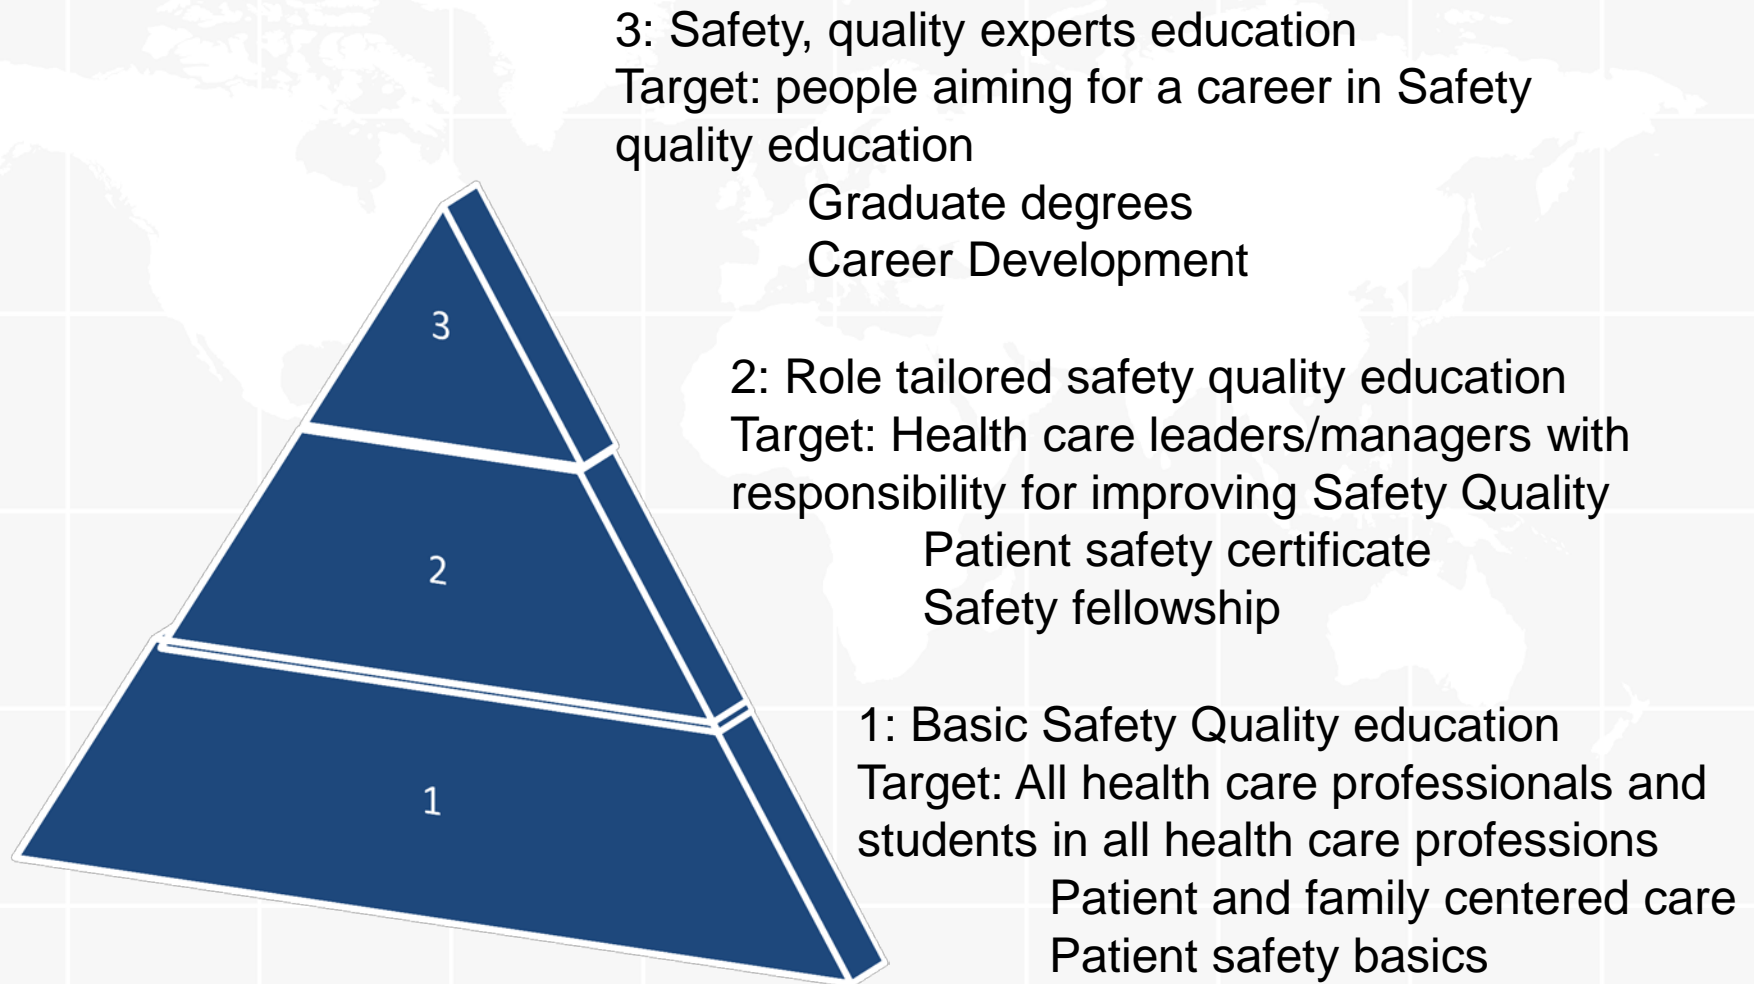 3: Safety, quality experts education
Target: people aiming for a career in Safety
quality education
Graduate degrees
Career Development
3
2: Role tailored safety quality education
Target: Health care leaders/managers with
responsibility for improving Safety Quality
Patient safety certificate
Safety fellowship
2
1: Basic Safety Quality education
Target: All health care professionals and
students in all health care professions
Patient and family centered care
Patient safety basics
1